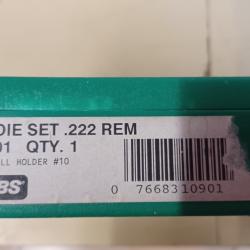 DIE SET .222 REM
01 QTY. 1
LL HOLDER #10
BS
0 7668310901